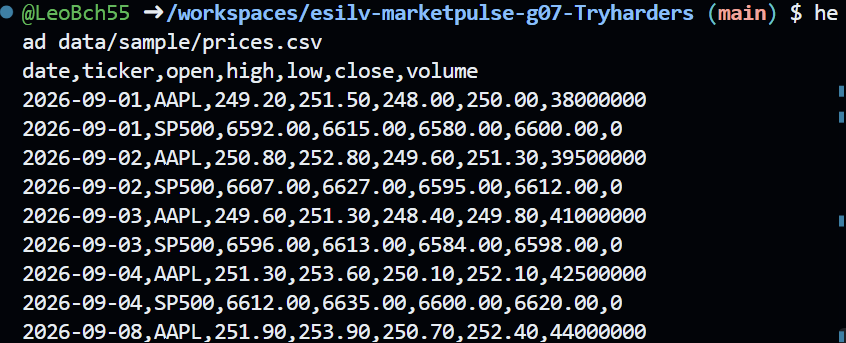 @LeoBch55 ➜/workspaces/esilv-marketpulse-g07-Tryharders (main) $ he
ad data/sample/prices.csv
date,ticker,open,high,low,close,volume
2026-09-01,AAPL,249.20,251.50,248.00,250.00,38000000
2026-09-01,SP500,6592.00,6615.00,6580.00,6600.00,0
2026-09-02,AAPL,250.80,252.80,249.60,251.30,39500000
2026-09-02,SP500,6607.00,6627.00,6595.00,6612.00,0
2026-09-03,AAPL,249.60,251.30,248.40,249.80,41000000
2026-09-03,SP500,6596.00,6613.00,6584.00,6598.00,0
2026-09-04,AAPL,251.30,253.60,250.10,252.10,42500000
2026-09-04,SP500,6612.00,6635.00,6600.00,6620.00,0
2026-09-08,AAPL,251.90,253.90,250.70,252.40,44000000